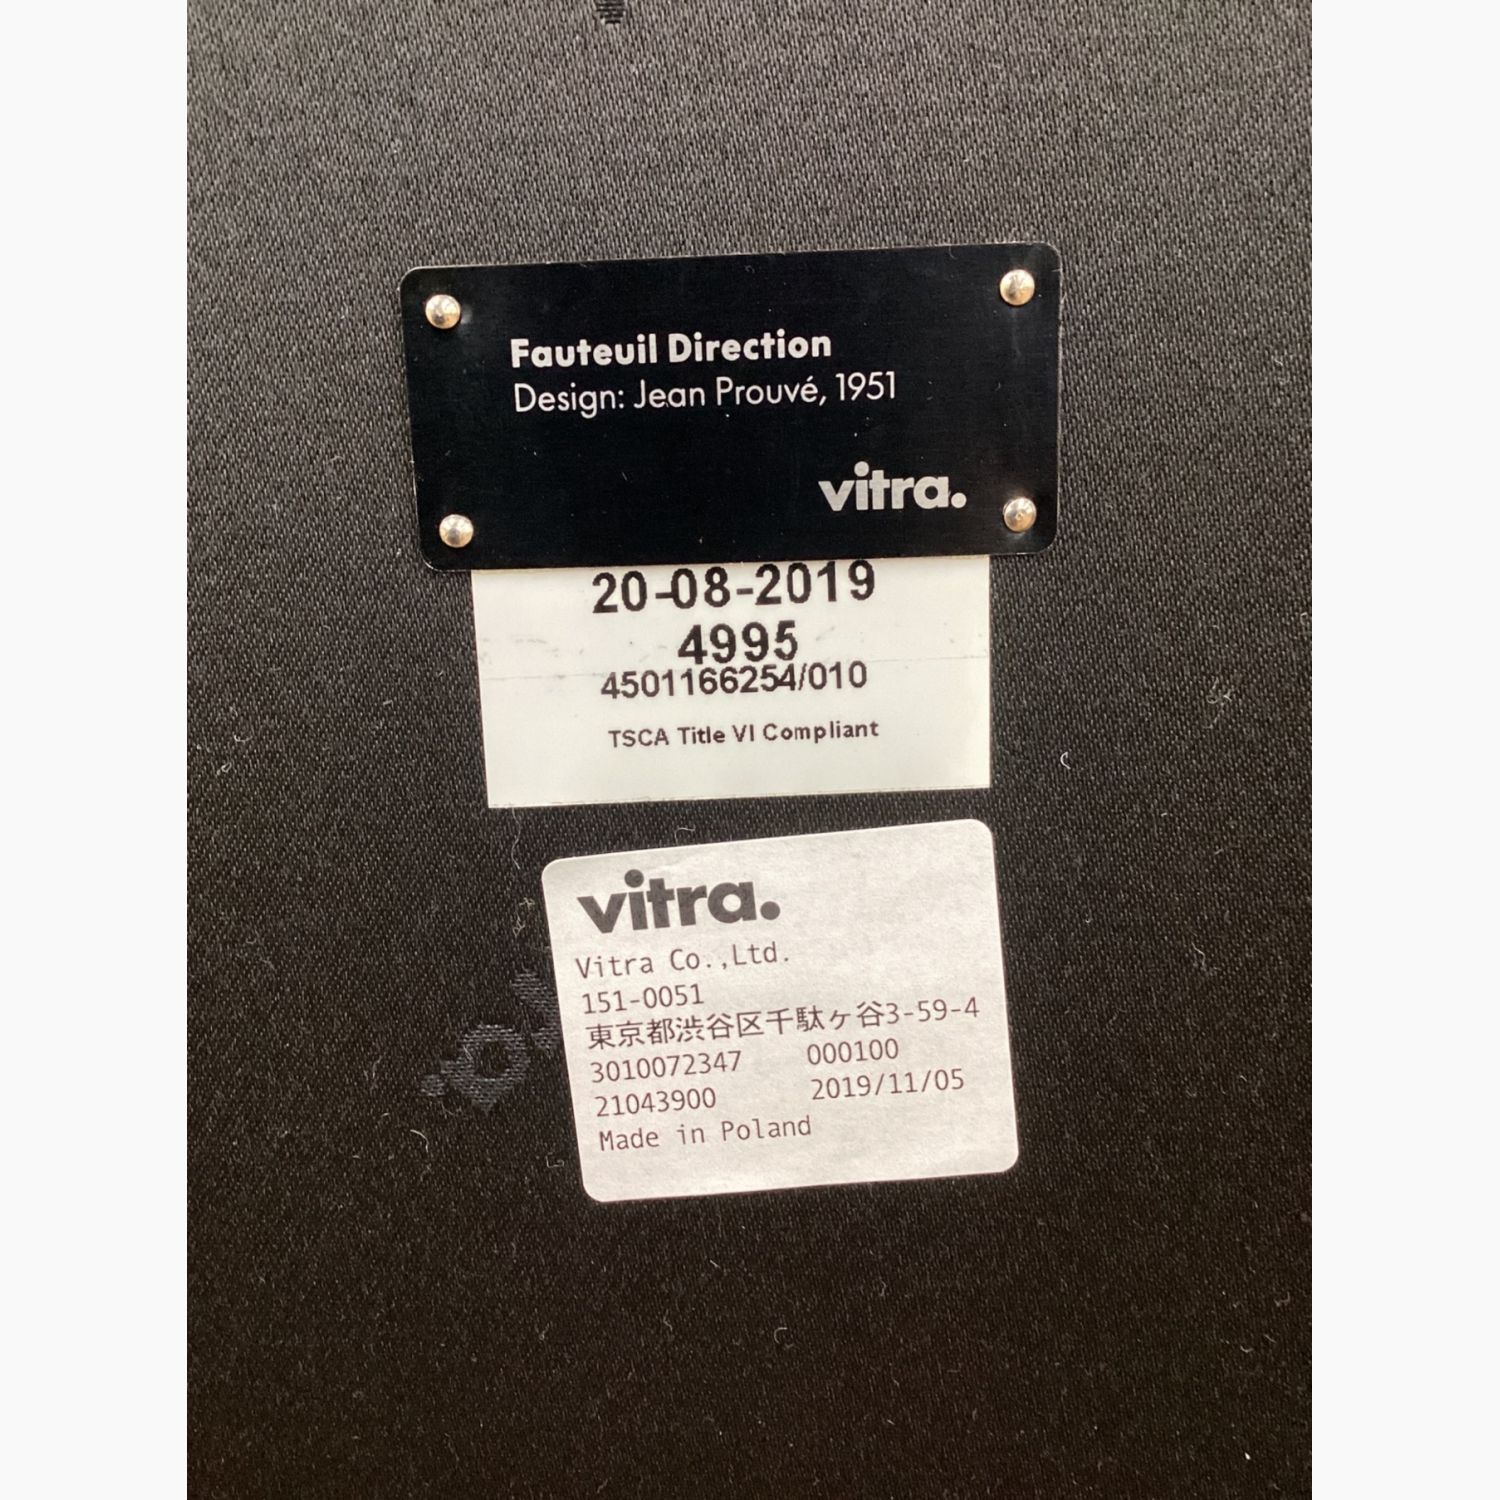 Fauteuil Direction
Design: Jean Prouvé, 1951
vitra.
20-08-2019
4995
4501166254/010
TSCA Title VI Compliant
vitra.
Vitra Co.,Ltd.
151-0051
東京都渋谷区千駄ヶ谷3-59-4
3010072347 000100
21043900 2019/11/05
Made in Poland